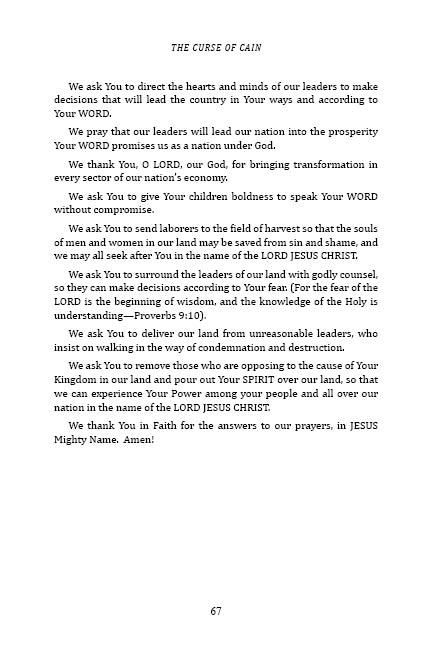 THE CURSE OF CAIN
We ask You to direct the hearts and minds of our leaders to make
decisions that will lead the country in Your ways and according to
Your WORD.
We pray that our leaders will lead our nation into the prosperity
Your WORD promises us as a nation under God.
We thank You, O LORD, our God, for bringing transformation in
every sector of our nation's economy.
We ask You to give Your children boldness to speak Your WORD
without compromise.
We ask You to send laborers to the field of harvest so that the souls
of men and women in our land may be saved from sin and shame, and
we may all seek after You in the name of the LORD JESUS CHRIST.
We ask You to surround the leaders of our land with godly counsel,
so they can make decisions according to Your fear. (For the fear of the
LORD is the beginning of wisdom, and the knowledge of the Holy is
understanding—Proverbs 9:10).
We ask You to deliver our land from unreasonable leaders, who
insist on walking in the way of condemnation and destruction.
We ask You to remove those who are opposing to the cause of Your
Kingdom in our land and pour out Your SPIRIT over our land, so that
we can experience Your Power among your people and all over our
nation in the name of the LORD JESUS CHRIST.
We thank You in Faith for the answers to our prayers, in JESUS
Mighty Name. Amen!
67